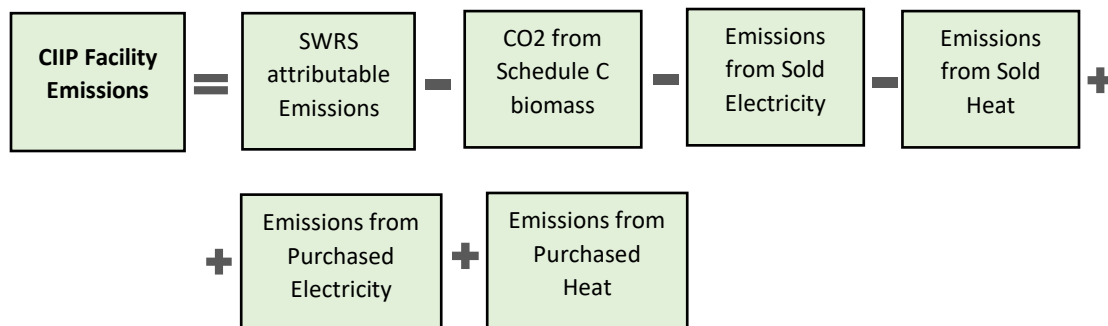 CIIP Facility
Emissions
=
SWRS
attributable
Emissions
-
CO2 from
Schedule C
biomass
-
Emissions
from Sold
Electricity
-
Emissions
from Sold
Heat
+
+
Emissions from
Purchased
Electricity
+
Emissions from
Purchased
Heat